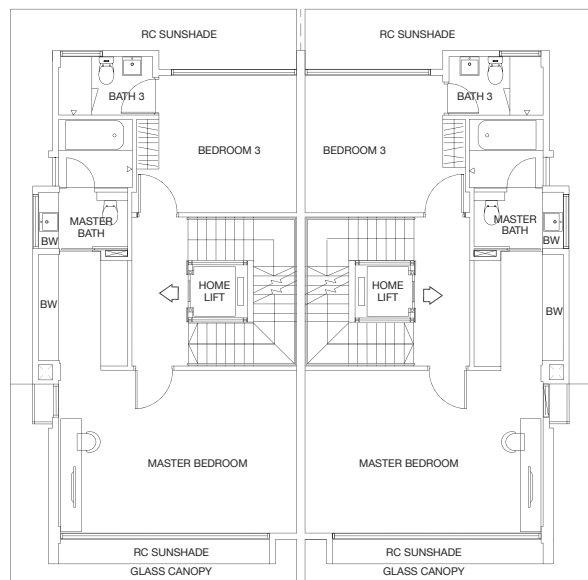 RC SUNSHADE RC SUNSHADE
BATH 3 BATH 3
BEDROOM 3 BEDROOM 3
MASTER BATH MASTER BATH
BW BW
HOME LIFT HOME LIFT
BW BW
MASTER BEDROOM MASTER BEDROOM
RC SUNSHADE RC SUNSHADE
GLASS CANOPY GLASS CANOPY